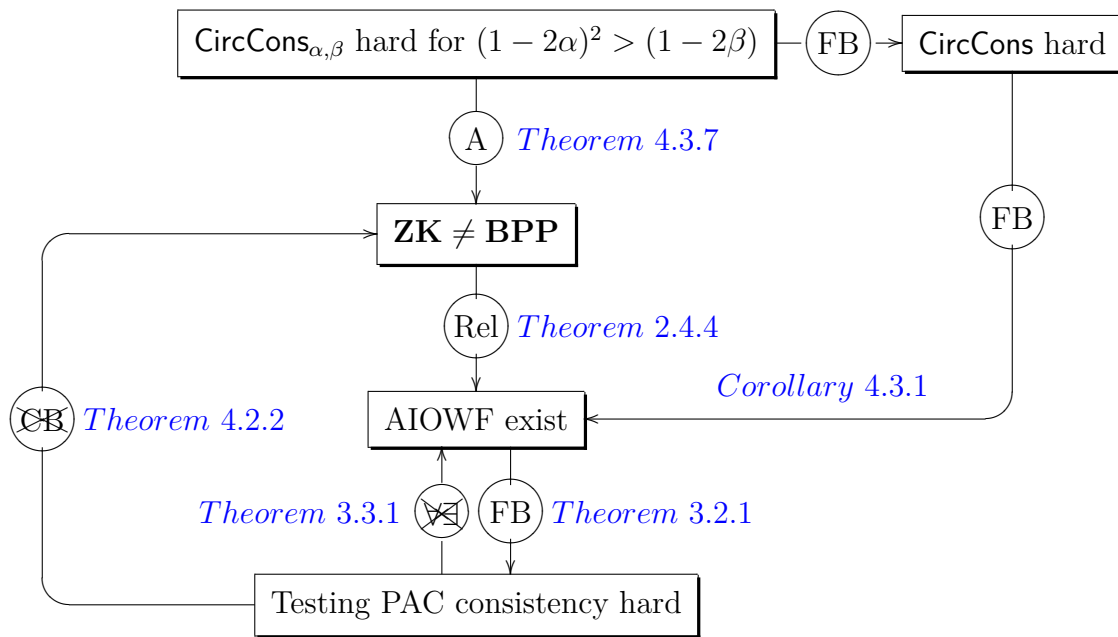 CircCons_{α,β} hard for (1 − 2α)² > (1 − 2β)
FB
CircCons hard
A
Theorem 4.3.7
FB
ZK ≠ BPP
Rel
Theorem 2.4.4
Corollary 4.3.1
CB
Theorem 4.2.2
AIOWF exist
Theorem 3.3.1
∀∃
FB
Theorem 3.2.1
Testing PAC consistency hard